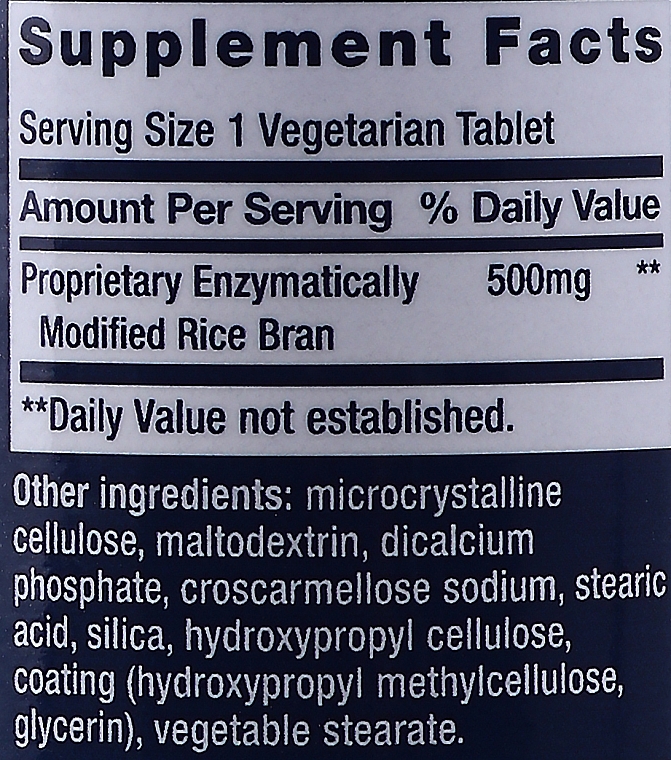 Supplement Facts
Serving Size 1 Vegetarian Tablet
Amount Per Serving % Daily Value
Proprietary Enzymatically 500mg **
Modified Rice Bran
**Daily Value not established.
Other ingredients: microcrystalline
cellulose, maltodextrin, dicalcium
phosphate, croscarmellose sodium, stearic
acid, silica, hydroxypropyl cellulose,
coating (hydroxypropyl methylcellulose,
glycerin), vegetable stearate.